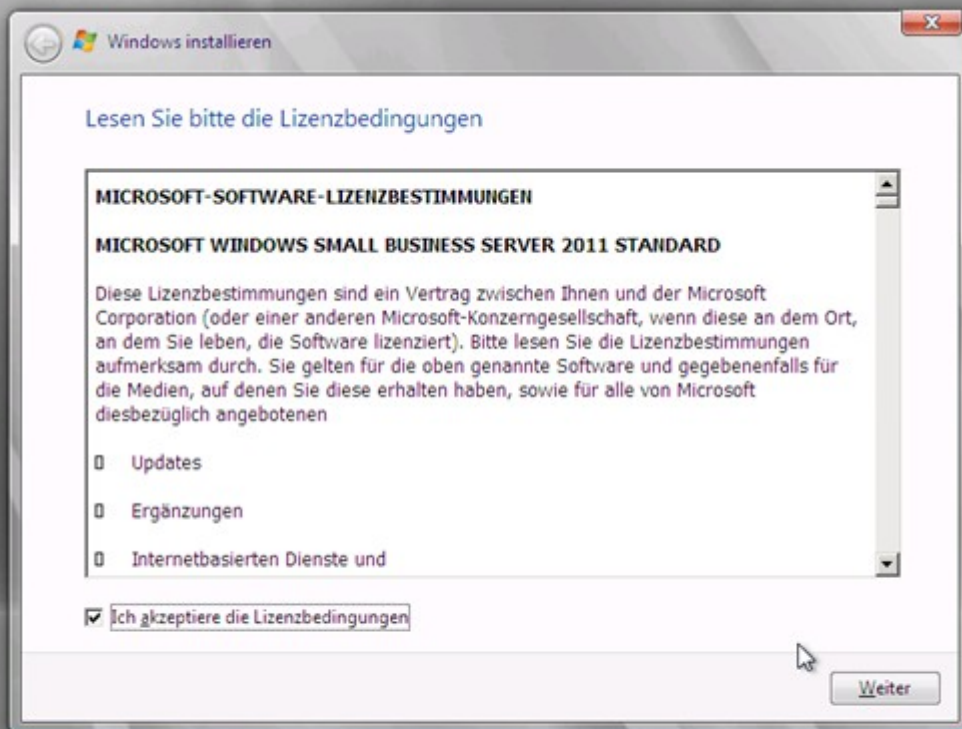 Windows installieren
Lesen Sie bitte die Lizenzbedingungen
MICROSOFT-SOFTWARE-LIZENZBESTIMMUNGEN
MICROSOFT WINDOWS SMALL BUSINESS SERVER 2011 STANDARD
Diese Lizenzbestimmungen sind ein Vertrag zwischen Ihnen und der Microsoft
Corporation (oder einer anderen Microsoft-Konzerngesellschaft, wenn diese an dem Ort,
an dem Sie leben, die Software lizenziert). Bitte lesen Sie die Lizenzbestimmungen
aufmerksam durch. Sie gelten für die oben genannte Software und gegebenenfalls für
die Medien, auf denen Sie diese erhalten haben, sowie für alle von Microsoft
diesbezüglich angebotenen
Updates
Ergänzungen
Internetbasierten Dienste und
Ich akzeptiere die Lizenzbedingungen
Weiter